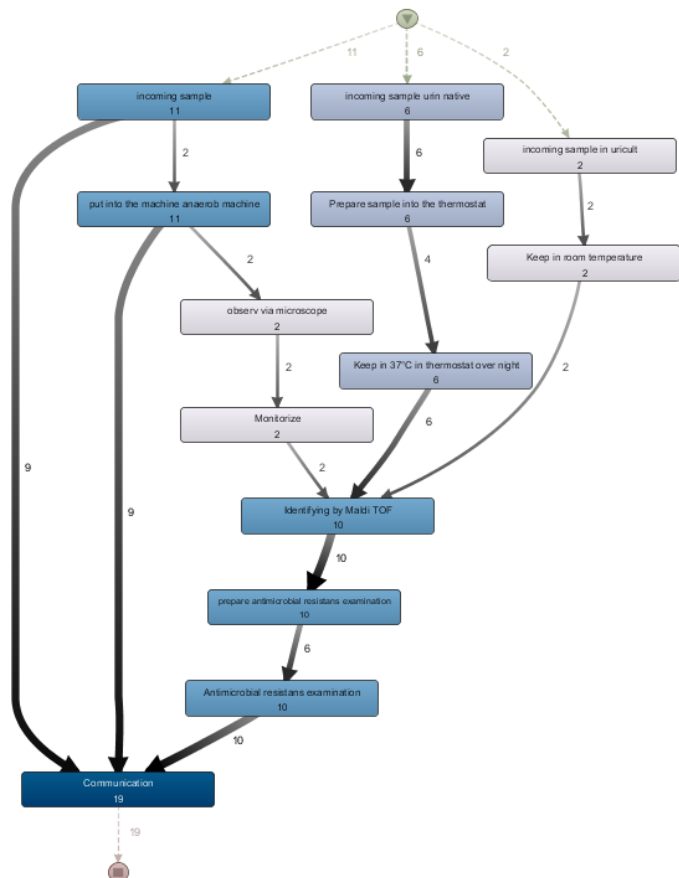 11
6
2
incoming sample
11
incoming sample urin native
6
incoming sample in uricult
2
2
6
2
put into the machine anaerob machine
11
Prepare sample into the thermostat
6
Keep in room temperature
2
2
4
observ via microscope
2
2
Keep in 37°C in thermostat over night
6
2
Monitorize
2
6
9
2
Identifying by Maldi TOF
10
9
10
prepare antimicrobial resistans examination
10
6
Antimicrobial resistans examination
10
10
Communication
19
19